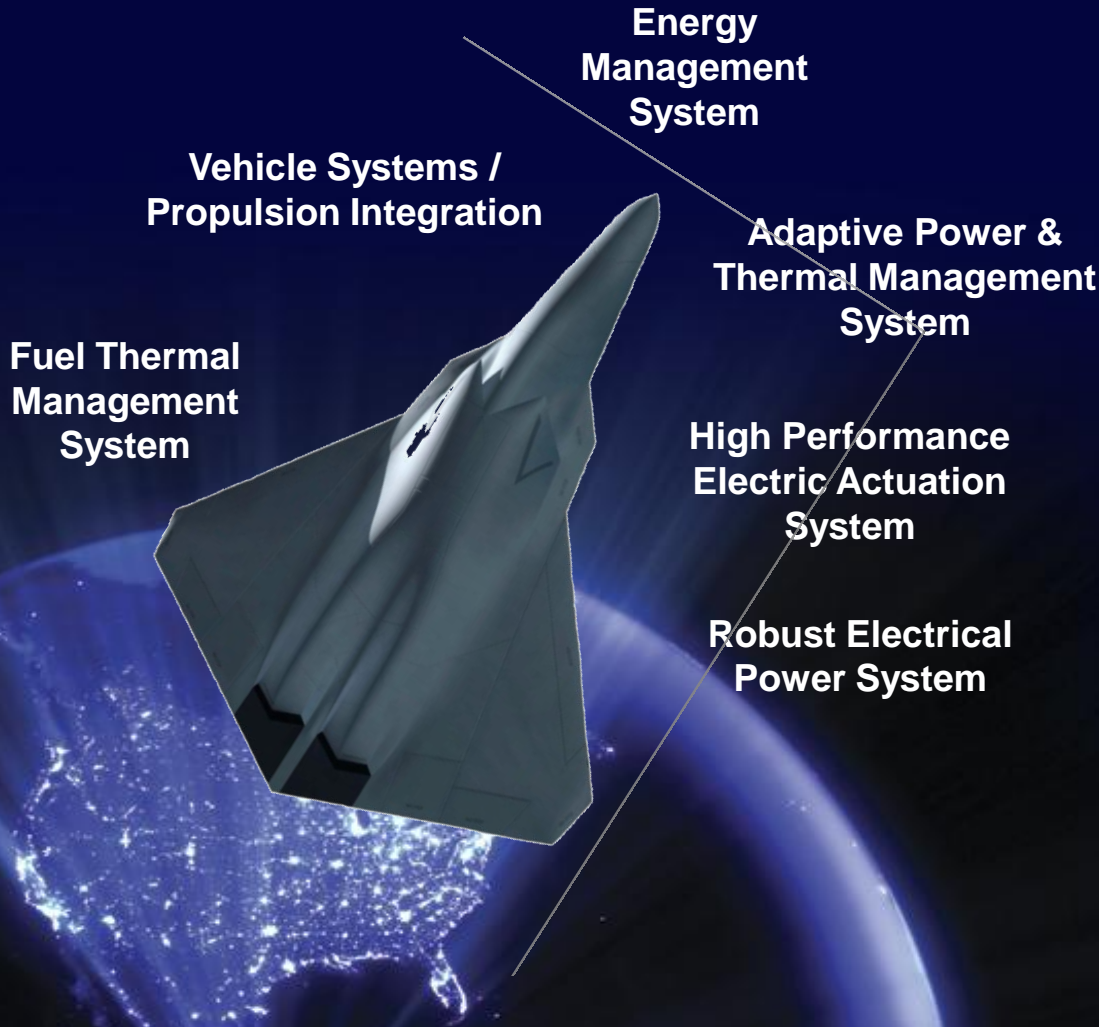 Energy
Management
System
Vehicle Systems /
Propulsion Integration
Adaptive Power &
Thermal Management
System
Fuel Thermal
Management
System
High Performance
Electric Actuation
System
Robust Electrical
Power System